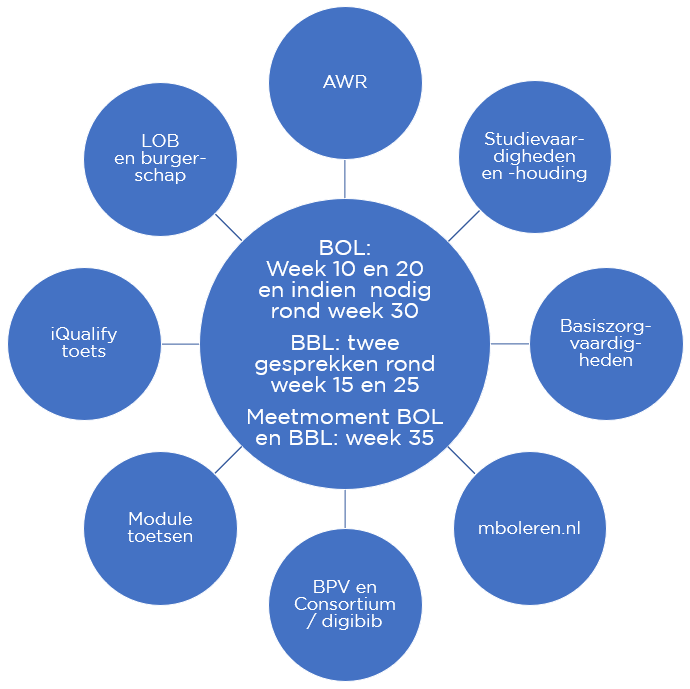 AWR
Studievaar-
digheden
en -houding
Basiszorg-
vaardig-
heden
mboleren.nl
BPV en
Consortium
/ digibib
Module
toetsen
iQualify
toets
LOB
en burger-
schap
BOL:
Week 10 en 20
en indien  nodig
rond week 30
BBL: twee
gesprekken rond
week 15 en 25
Meetmoment BOL
en BBL: week 35